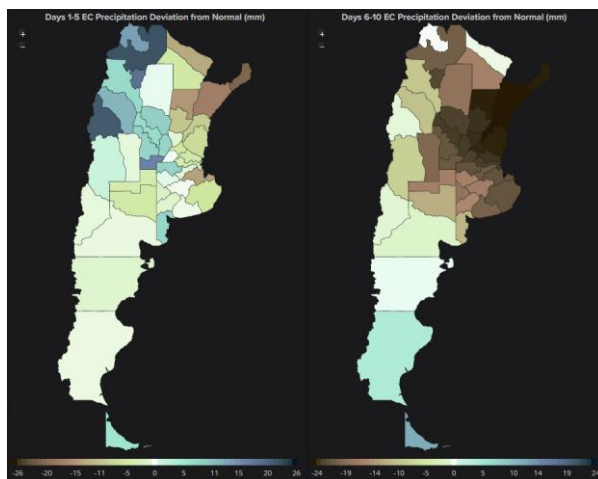 Days 1-5 EC Precipitation Deviation from Normal (mm)
+
−
-26 -20 -15 -11 -5 0 5 11 15 20 26
Days 6-10 EC Precipitation Deviation from Normal (mm)
+
−
-24 -19 -14 -10 -5 0 5 10 14 19 24